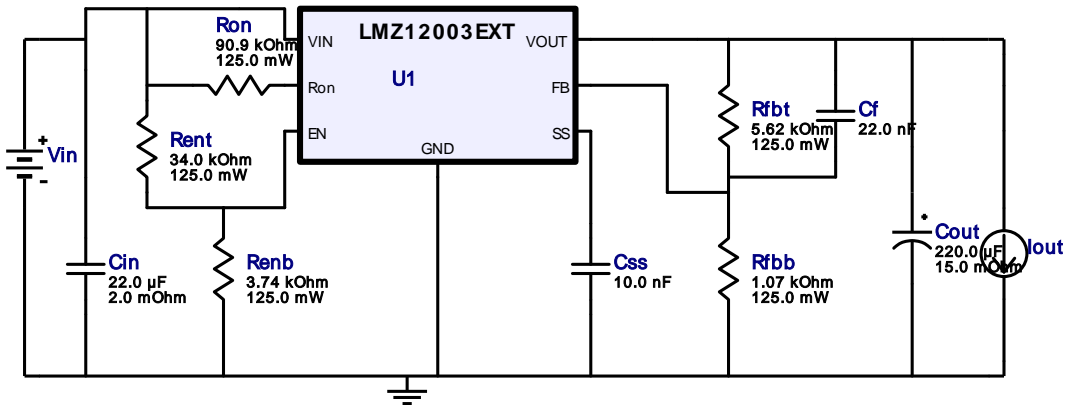 LMZ12003EXT
U1
VIN
Ron
EN
VOUT
FB
SS
GND
Ron
90.9 kOhm
125.0 mW
Rent
34.0 kOhm
125.0 mW
+
Vin
-
Cin
22.0 µF
2.0 mOhm
Renb
3.74 kOhm
125.0 mW
Css
10.0 nF
Rfbt
5.62 kOhm
125.0 mW
Cf
22.0 nF
Rfbb
1.07 kOhm
125.0 mW
+
Cout
220.0 µF
15.0 mOhm
Iout